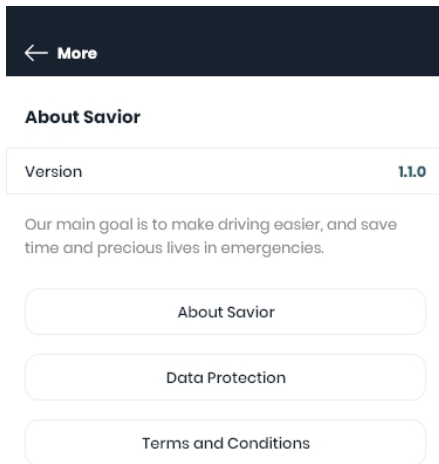 More
About Savior
Version 1.1.0
Our main goal is to make driving easier, and save
time and precious lives in emergencies.
About Savior
Data Protection
Terms and Conditions